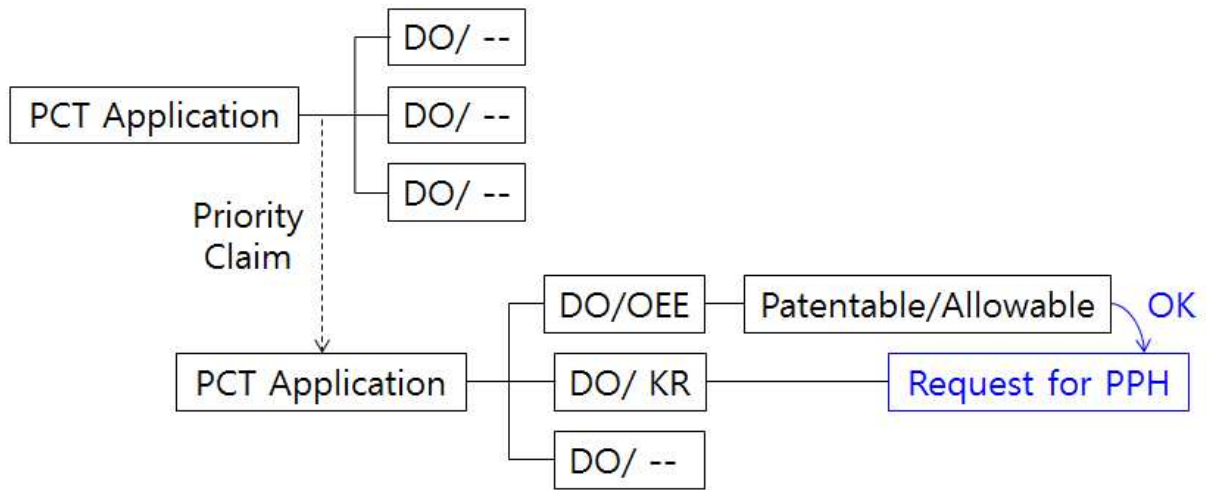 DO/ --
PCT Application
DO/ --
DO/ --
Priority
Claim
DO/OEE
Patentable/Allowable
OK
PCT Application
DO/ KR
Request for PPH
DO/ --